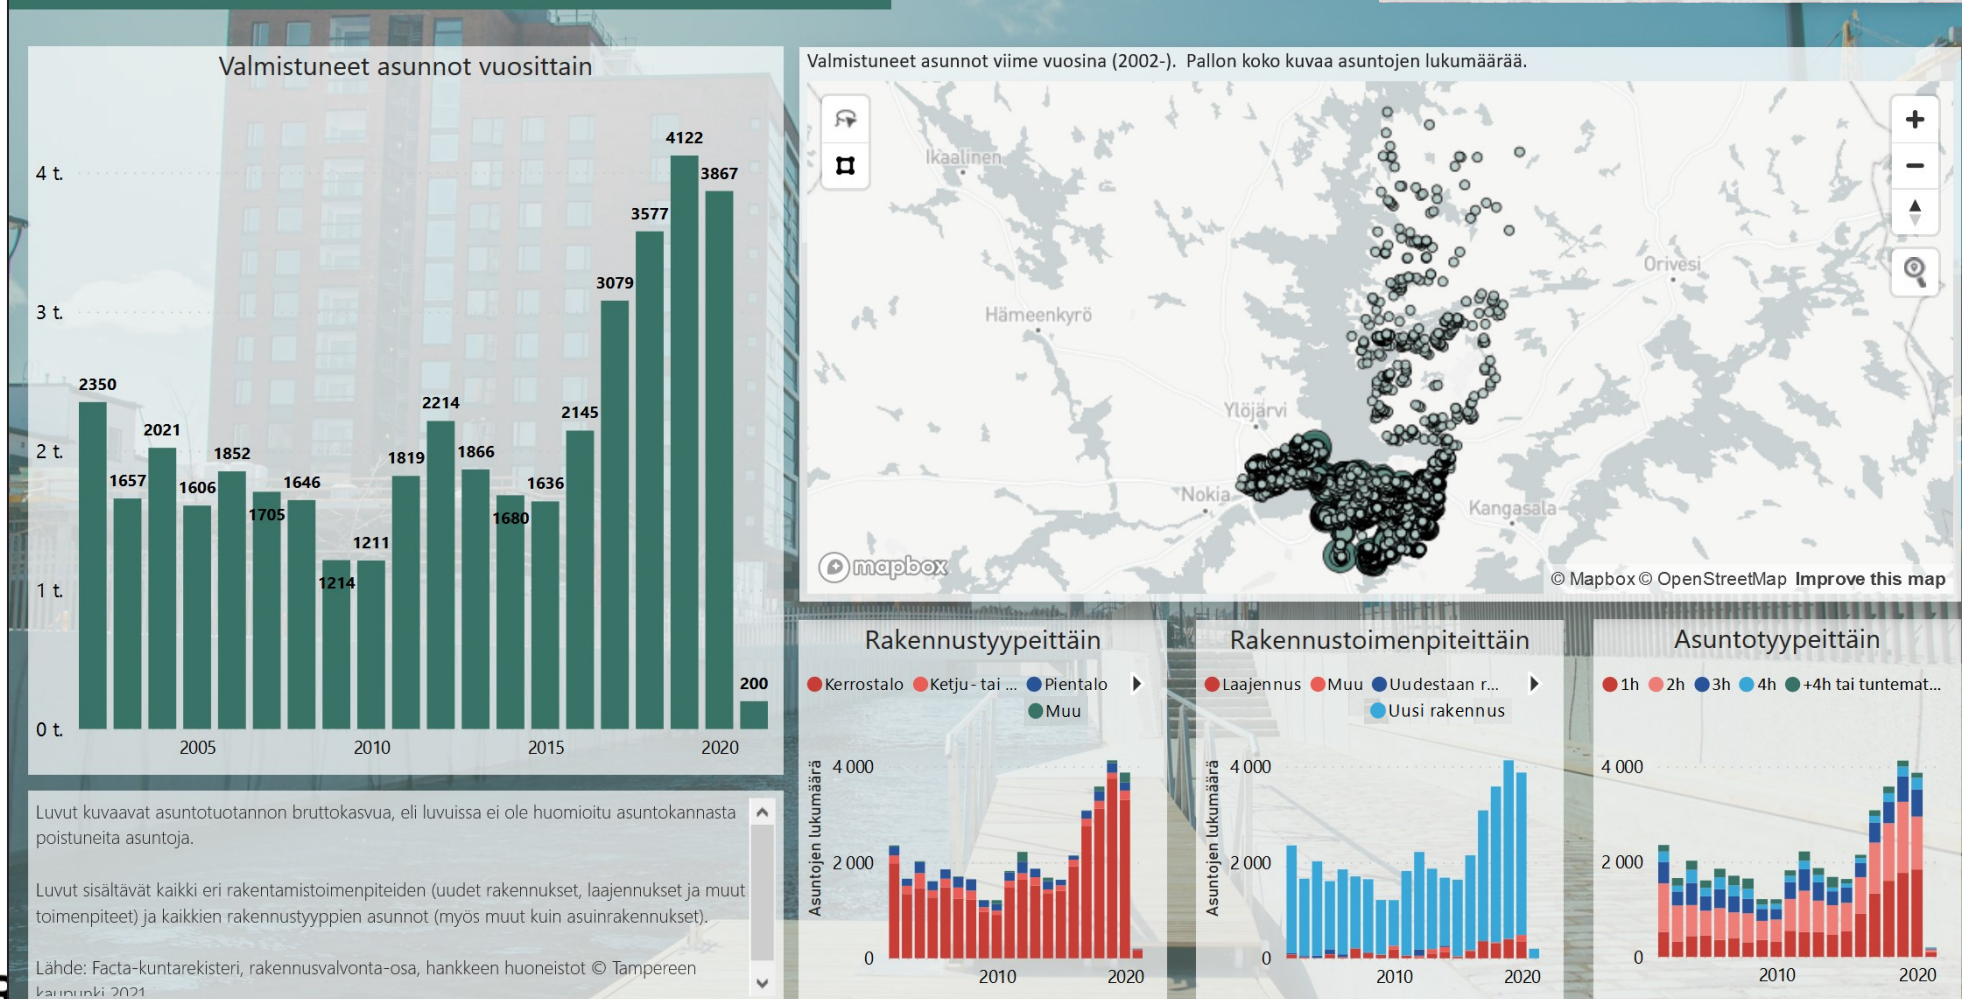 Valmistuneet asunnot vuosittain
4 t.
3 t.
2 t.
1 t.
0 t.
2350
1657
2021
1606
1852
1705
1646
1214
1211
1819
2214
1866
1680
1636
2145
3079
3577
4122
3867
200
2005
2010
2015
2020
Luvut kuvaavat asuntotuotannon bruttokasvua, eli luvuissa ei ole huomioitu asuntokannasta
poistuneita asuntoja.
Luvut sisältävät kaikki eri rakentamistoimenpiteiden (uudet rakennukset, laajennukset ja muut
toimenpiteet) ja kaikkien rakennustyyppien asunnot (myös muut kuin asuinrakennukset).
Lähde: Facta-kuntarekisteri, rakennusvalvonta-osa, hankkeen huoneistot © Tampereen
kaupunki 2021
Valmistuneet asunnot viime vuosina (2002-). Pallon koko kuvaa asuntojen lukumäärää.
Ikaalinen
Orivesi
Hämeenkyrö
Ylöjärvi
Nokia
Kangasala
mapbox
© Mapbox © OpenStreetMap Improve this map
Rakennustyypeittäin
Kerrostalo Ketju- tai ... Pientalo
Muu
Asuntojen lukumäärä
4 000
2 000
0
2010
2020
Rakennustoimenpiteittäin
Laajennus Muu Uudestaan r...
Uusi rakennus
Asuntojen lukumäärä
4 000
2 000
0
2010
2020
Asuntotyypeittäin
1h 2h 3h 4h +4h tai tuntemat...
4 000
2 000
0
2010
2020